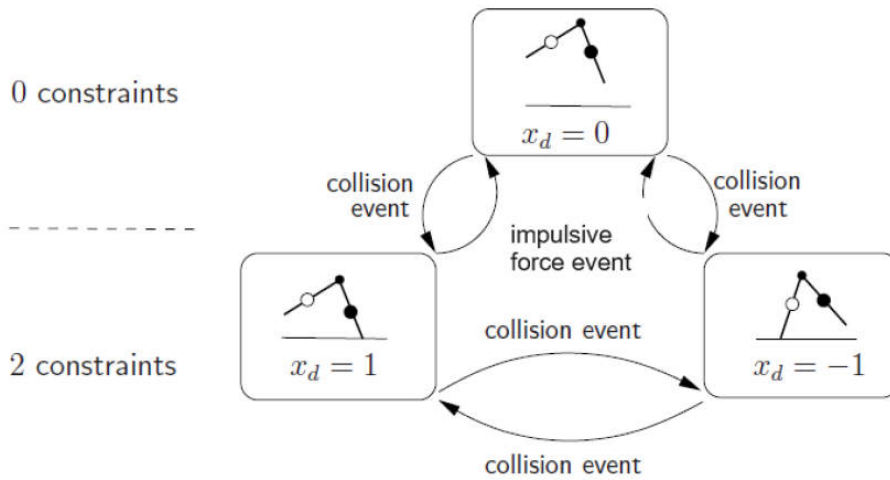 0 constraints
x_d = 0
collision
event
collision
event
impulsive
force event
collision event
2 constraints
x_d = 1
x_d = −1
collision event